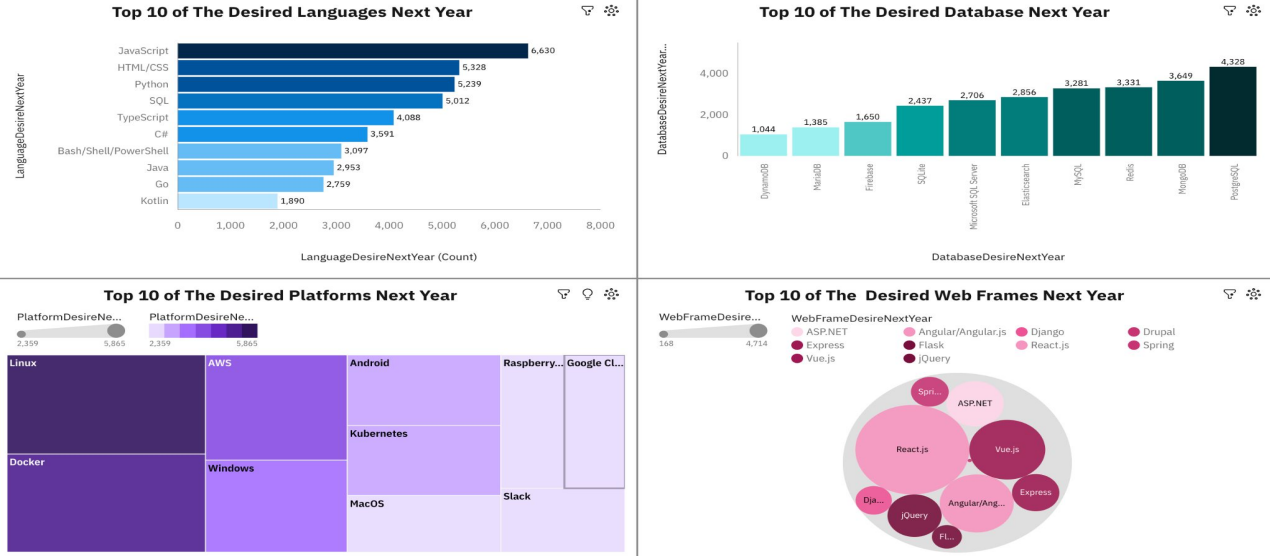 Top 10 of The Desired Languages Next Year
LanguageDesireNextYear
JavaScript 6,630
HTML/CSS 5,328
Python 5,239
SQL 5,012
TypeScript 4,088
C# 3,591
Bash/Shell/PowerShell 3,097
Java 2,953
Go 2,759
Kotlin 1,890
0 1,000 2,000 3,000 4,000 5,000 6,000 7,000 8,000
LanguageDesireNextYear (Count)
Top 10 of The Desired Database Next Year
DatabaseDesireNextYear...
4,000
2,000
0
1,044 1,385 1,650 2,437 2,706 2,856 3,281 3,331 3,649 4,328
DynamoDB MariaDB Firebase SQLite Microsoft SQL Server Elasticsearch MySQL Redis MongoDB PostgreSQL
DatabaseDesireNextYear
Top 10 of The Desired Platforms Next Year
PlatformDesireNe... PlatformDesireNe...
2,359 5,865 2,359 5,865
Linux AWS Android Raspberry... Google Cl...
Kubernetes
Docker Windows
Slack
MacOS
Top 10 of The Desired Web Frames Next Year
WebFrameDesire... WebFrameDesireNextYear
168 4,714
ASP.NET Angular/Angular.js Django Drupal
Express Flask React.js Spring
Vue.js jQuery
Spri...
ASP.NET
React.js Vue.js
Dja... Angular/Ang... Express
jQuery
Fl...